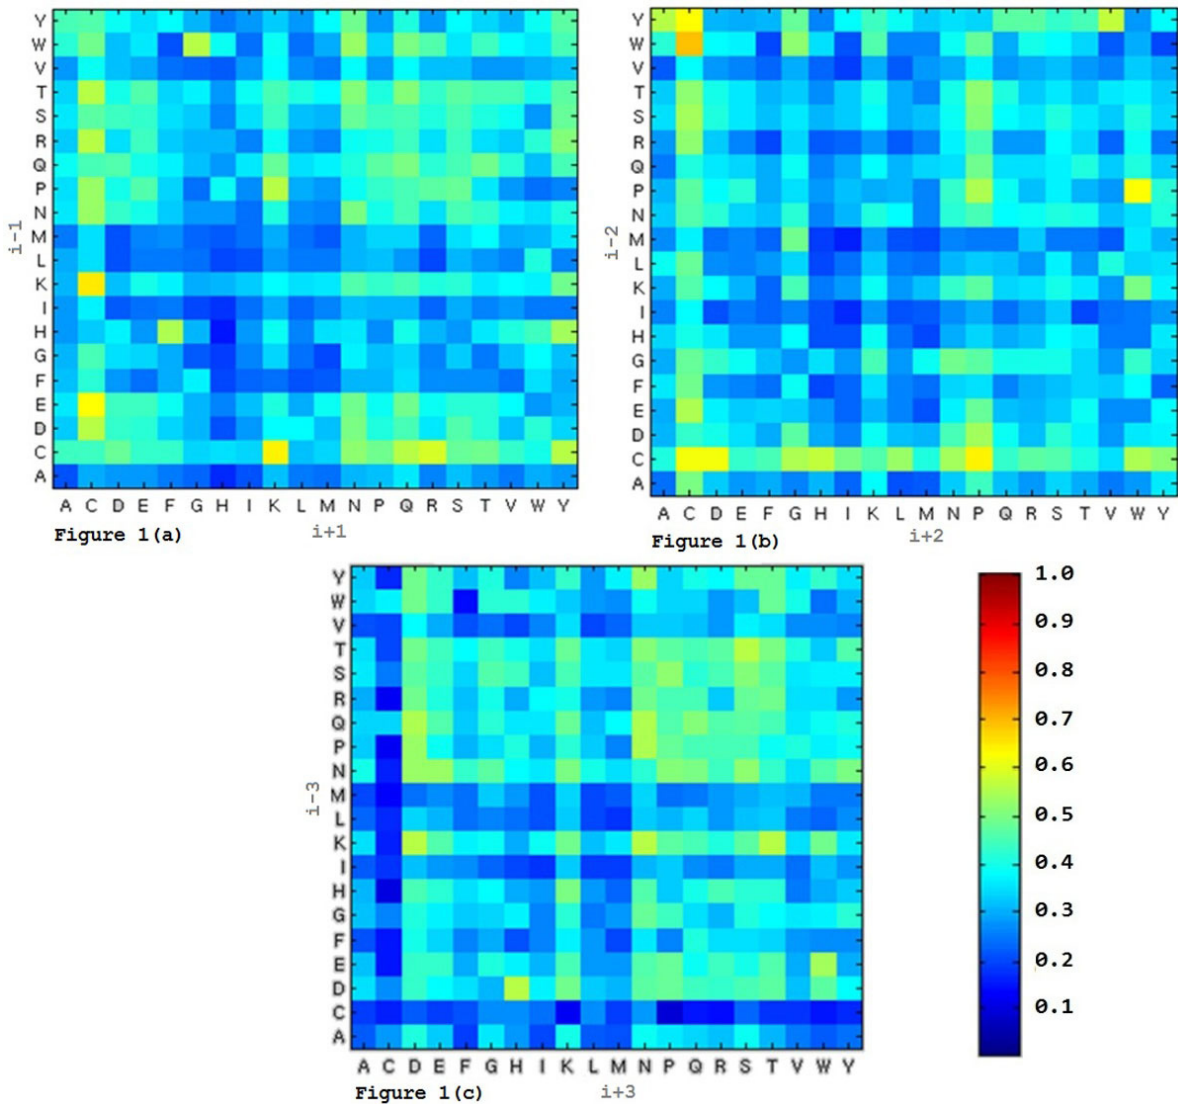 Y
W
V
T
S
R
Q
P
N
M
L
K
I
H
G
F
E
D
C
A
i-1
A C D E F G H I K L M N P Q R S T V W Y
Figure 1(a) i+1
Y
W
V
T
S
R
Q
P
N
M
L
K
I
H
G
F
E
D
C
A
i-2
A C D E F G H I K L M N P Q R S T V W Y
Figure 1(b) i+2
Y
W
V
T
S
R
Q
P
N
M
L
K
I
H
G
F
E
D
C
A
i-3
A C D E F G H I K L M N P Q R S T V W Y
Figure 1(c) i+3
1.0
0.9
0.8
0.7
0.6
0.5
0.4
0.3
0.2
0.1